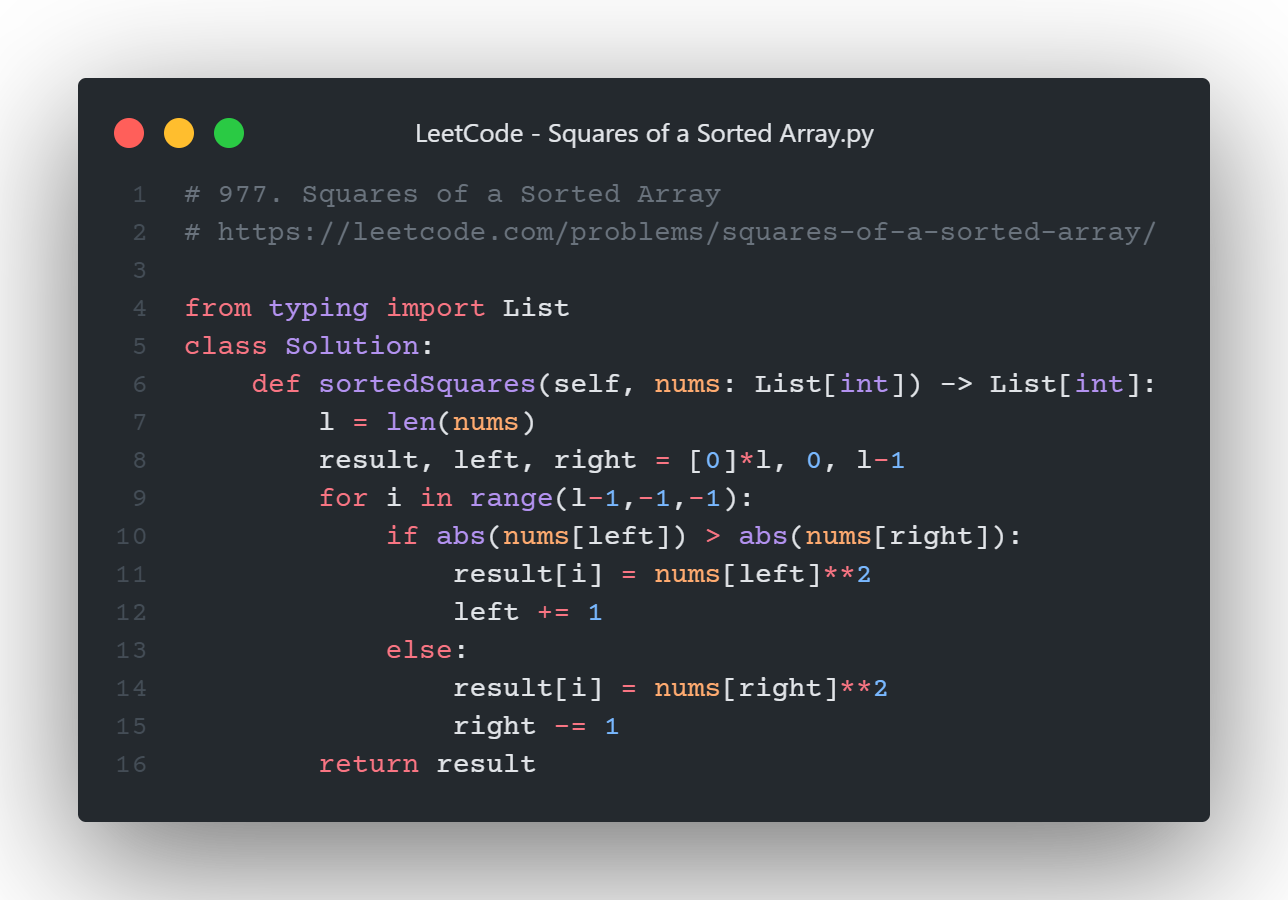 LeetCode - Squares of a Sorted Array.py
1 # 977. Squares of a Sorted Array
2 # https://leetcode.com/problems/squares-of-a-sorted-array/
3
4 from typing import List
5 class Solution:
6     def sortedSquares(self, nums: List[int]) -> List[int]:
7         l = len(nums)
8         result, left, right = [0]*l, 0, l-1
9         for i in range(l-1,-1,-1):
10             if abs(nums[left]) > abs(nums[right]):
11                 result[i] = nums[left]**2
12                 left += 1
13             else:
14                 result[i] = nums[right]**2
15                 right -= 1
16         return result